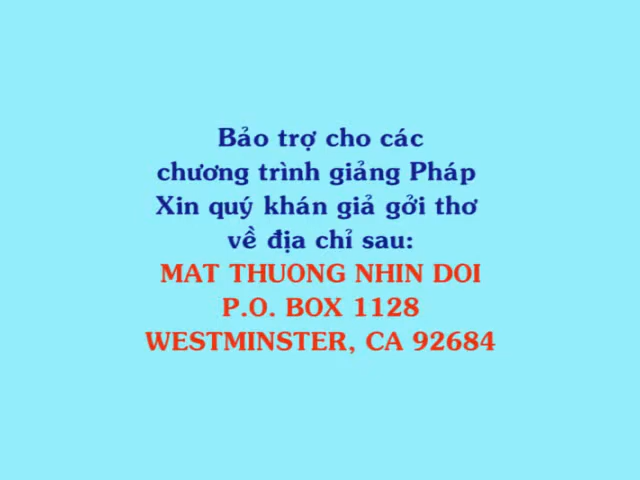 Bảo trợ cho các
chương trình giảng Pháp
Xin quý khán giả gởi thơ
về địa chỉ sau:
MAT THUONG NHIN DOI
P.O. BOX 1128
WESTMINSTER, CA 92684